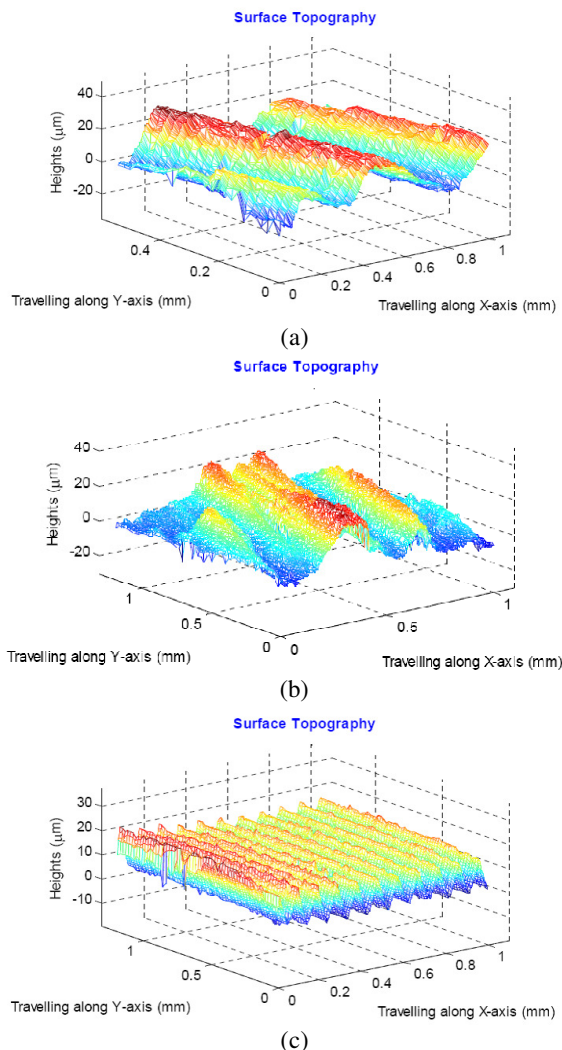 Surface Topography
40
20
0
-20
Heights (μm)
0.4
0.2
0
0
0.2
0.4
0.6
0.8
1
Travelling along Y-axis (mm)
Travelling along X-axis (mm)
(a)
Surface Topography
40
20
0
-20
Heights (μm)
1
0.5
0
0
0.5
1
Travelling along Y-axis (mm)
Travelling along X-axis (mm)
(b)
Surface Topography
30
20
10
0
-10
Heights (μm)
1
0.5
0
0
0.2
0.4
0.6
0.8
1
Travelling along Y-axis (mm)
Travelling along X-axis (mm)
(c)